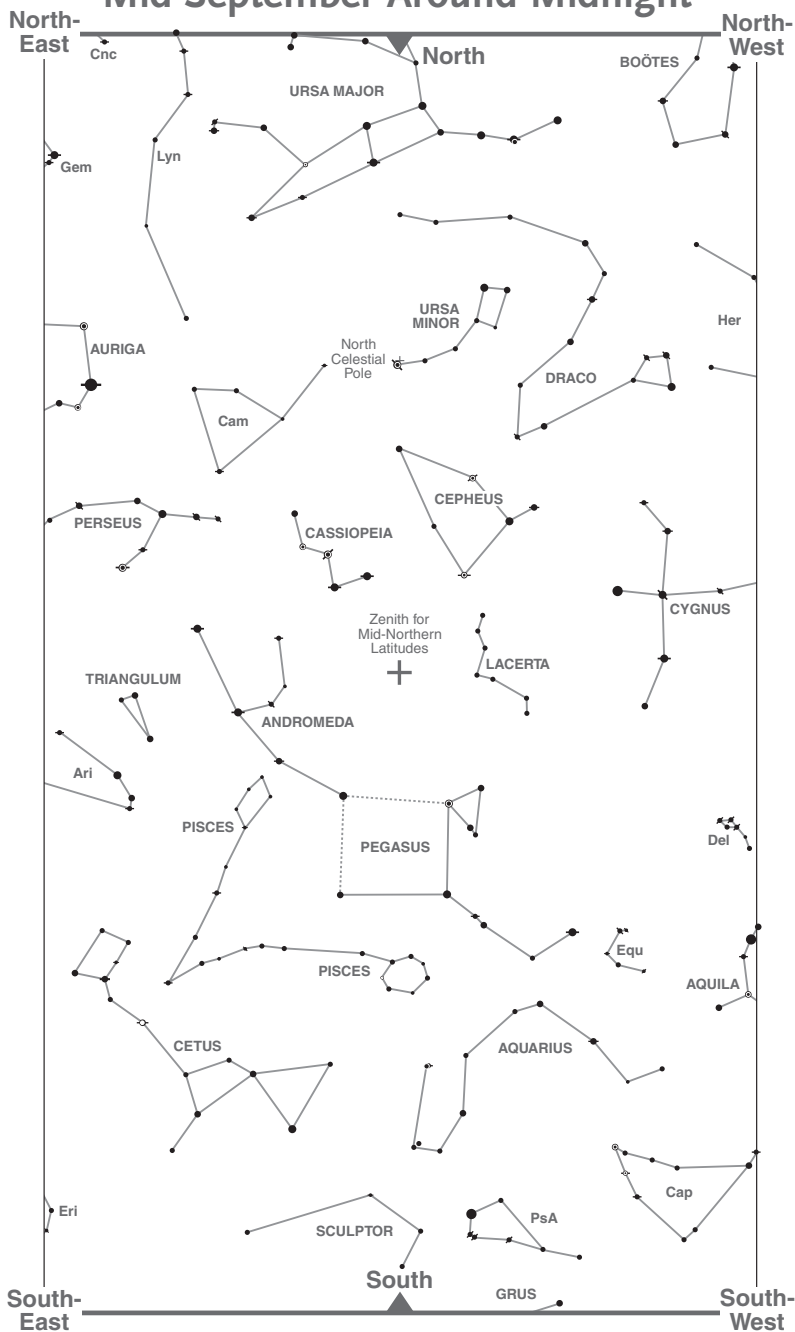 Mid-September Around Midnight
North-
East
North
North-
West
Cnc
URSA MAJOR
BOÖTES
Lyn
Gem
URSA
MINOR
Her
AURIGA
North
Celestial
Pole
DRACO
Cam
CEPHEUS
PERSEUS
CASSIOPEIA
CYGNUS
Zenith for
Mid-Northern
Latitudes
LACERTA
TRIANGULUM
ANDROMEDA
Ari
PISCES
PEGASUS
Del
Equ
PISCES
AQUILA
CETUS
AQUARIUS
Cap
Eri
SCULPTOR
PsA
South
GRUS
South-
East
South-
West